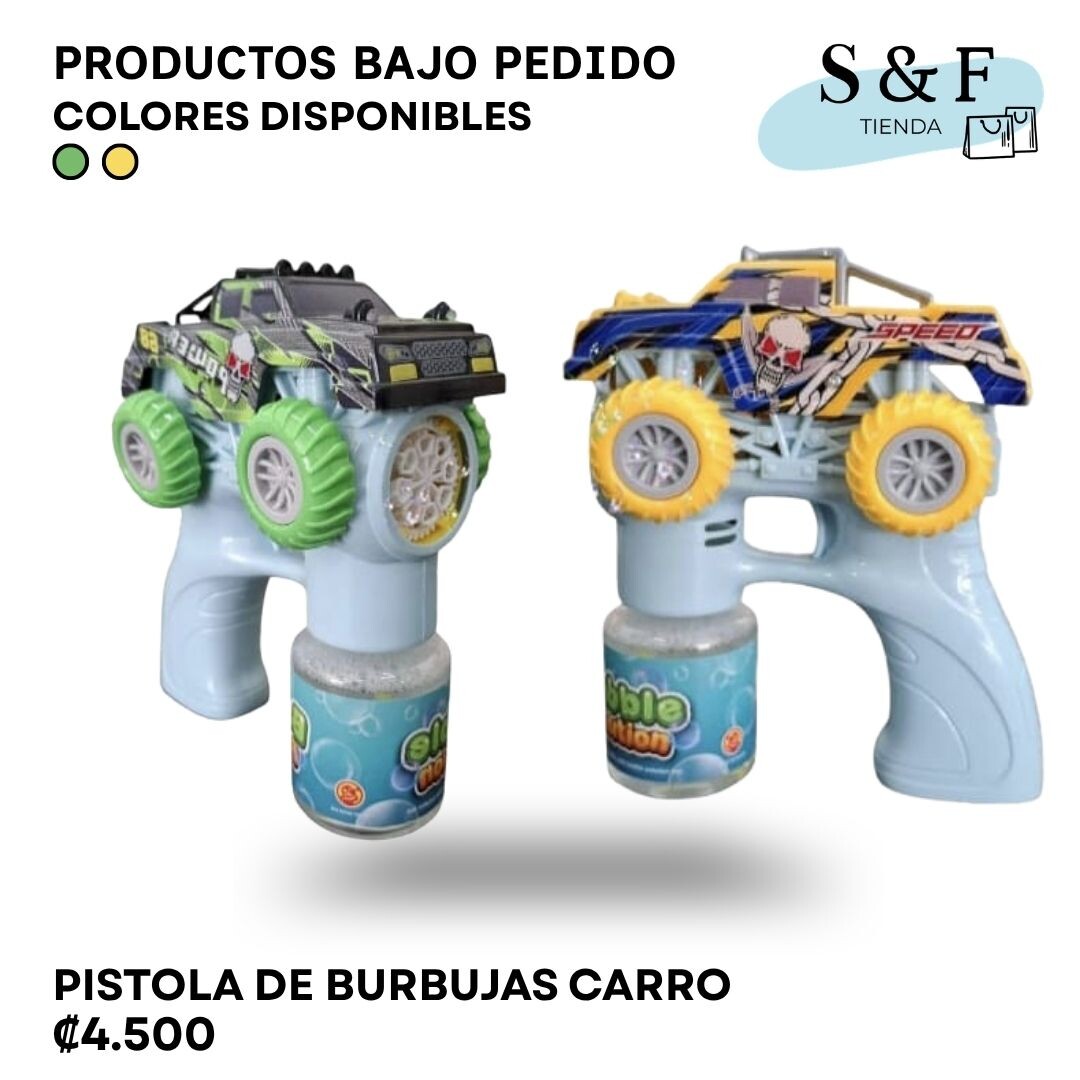 PRODUCTOS BAJO PEDIDO
COLORES DISPONIBLES
S & F
TIENDA
SPEED
PISTOLA DE BURBUJAS CARRO
₡4.500